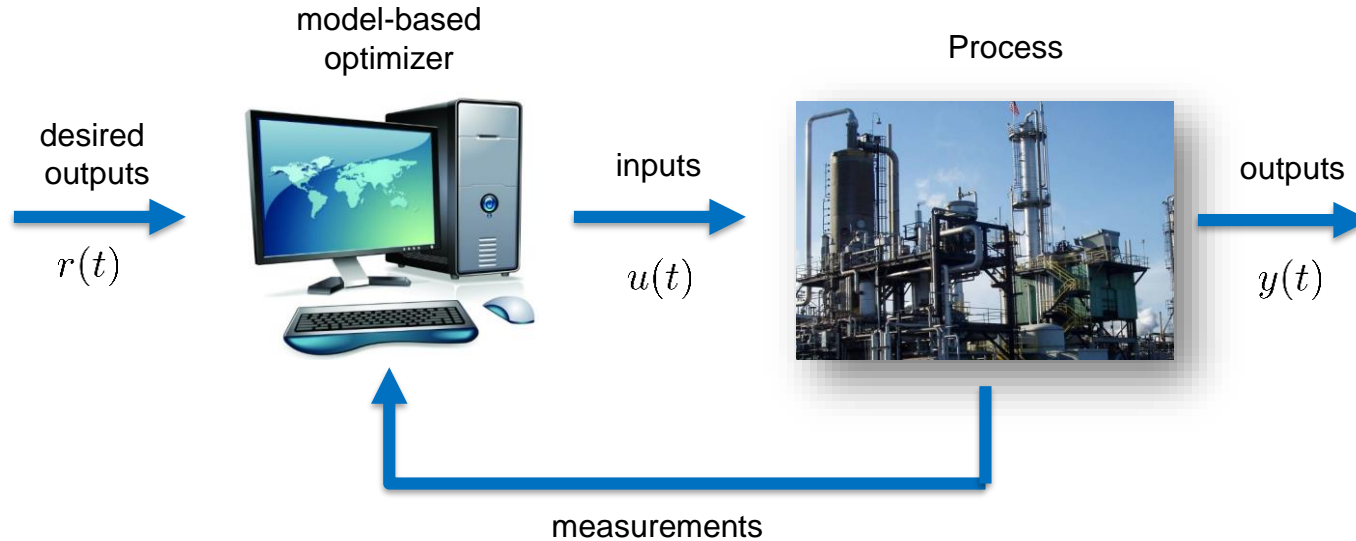 model-based
optimizer
Process
desired
outputs
inputs
outputs
r(t)
u(t)
y(t)
measurements